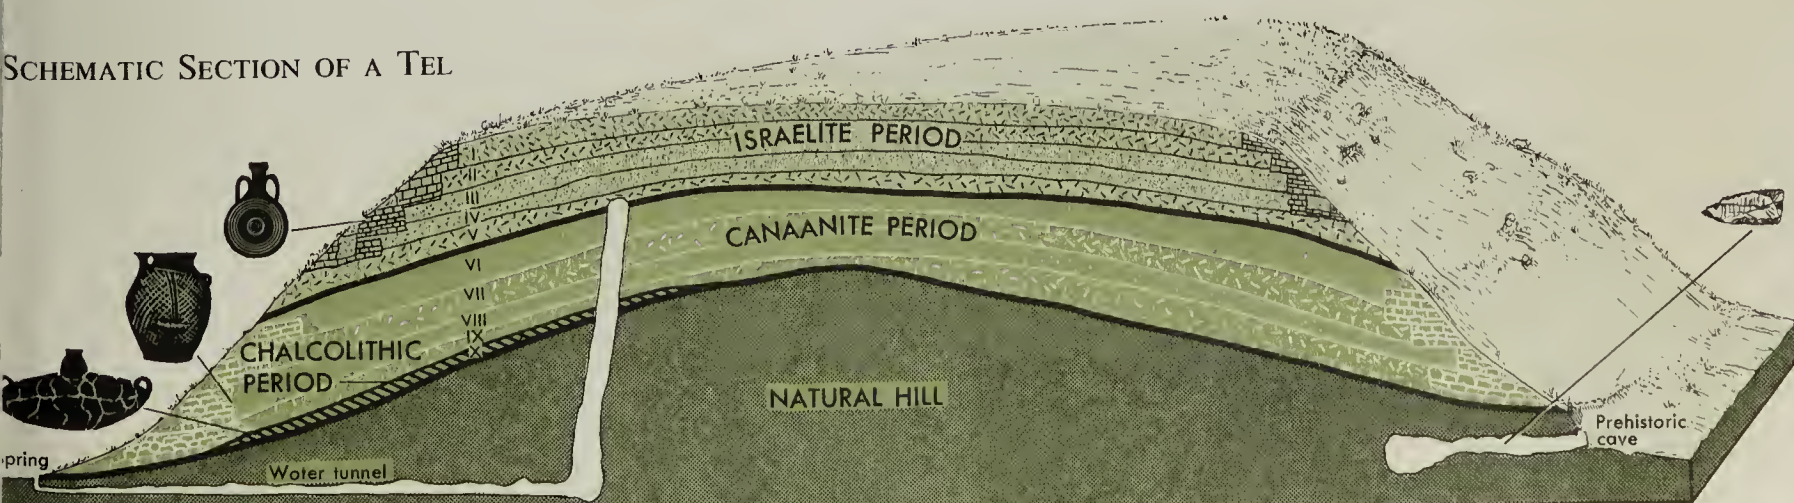 SCHEMATIC SECTION OF A TEL
ISRAELITE PERIOD
I
II
III
IV
V
CANAANITE PERIOD
VI
VII
VIII
IX
X
CHALCOLITHIC
PERIOD
NATURAL HILL
Prehistoric
cave
pring
Water tunnel